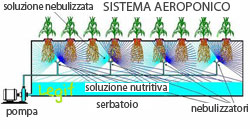 soluzione nebulizzata
SISTEMA AEROPONICO
Legif
soluzione nutritiva
pompa
serbatoio
nebulizzatori